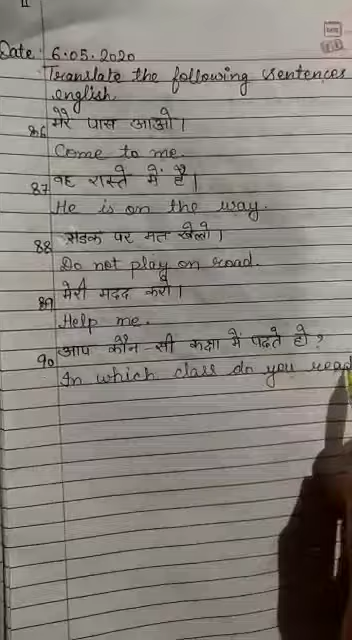 Date: 6.05.2020
Translate the following sentences
english.
86 मेरे पास आओ।
Come to me.
87 वह रास्ते में है।
He is on the way.
88 सड़क पर मत खेलो।
Do not play on road.
89 मेरी मदद करो।
Help me.
90 आप कौन-सी कक्षा में पढ़ते हो?
In which class do you read